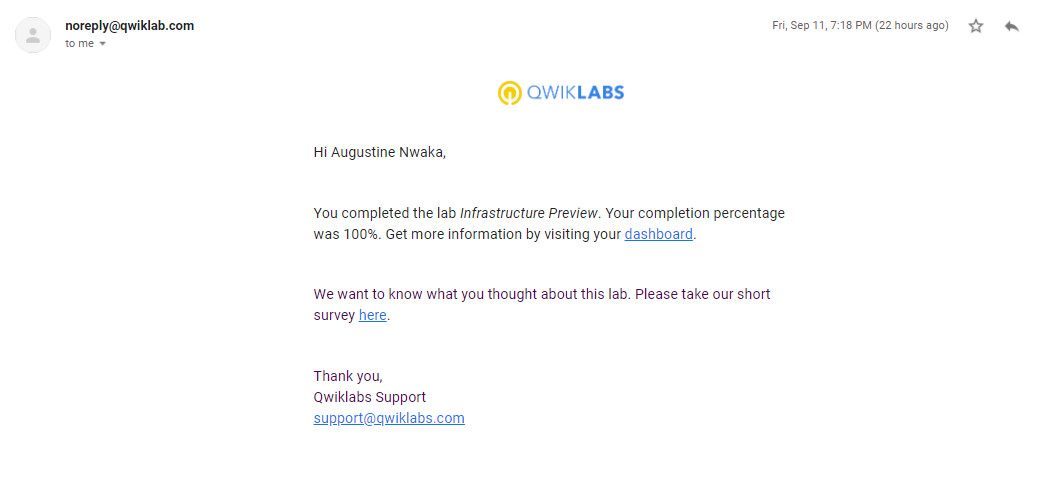 noreply@qwiklab.com
Fri, Sep 11, 7:18 PM (22 hours ago)
to me
QWIKLABS
Hi Augustine Nwaka,
You completed the lab Infrastructure Preview. Your completion percentage
was 100%. Get more information by visiting your dashboard.
We want to know what you thought about this lab. Please take our short
survey here.
Thank you,
Qwiklabs Support
support@qwiklabs.com